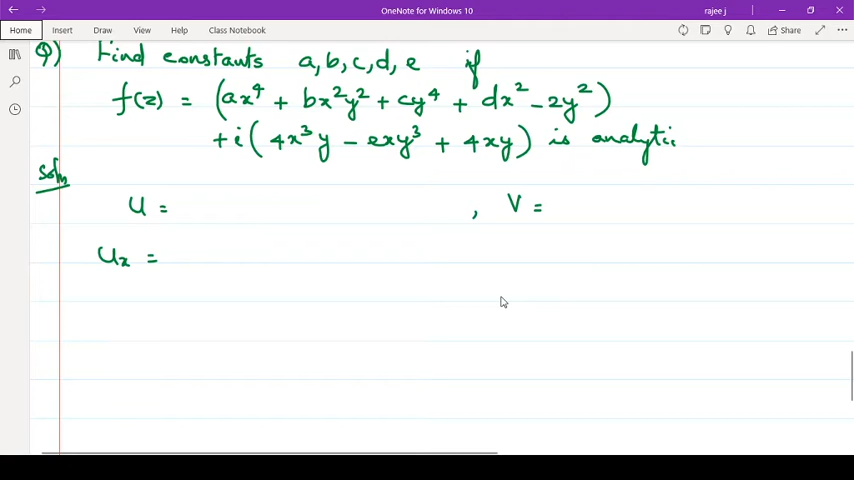 OneNote for Windows 10
rajee j
Home Insert Draw View Help Class Notebook Share
Q) Find constants a, b, c, d, e if
f(z) = (ax⁴ + bx²y² + cy⁴ + dx² - 2y²)
+ i (4x³y - exy³ + 4xy) is analytic
Soln
U = , V =
Uₓ =